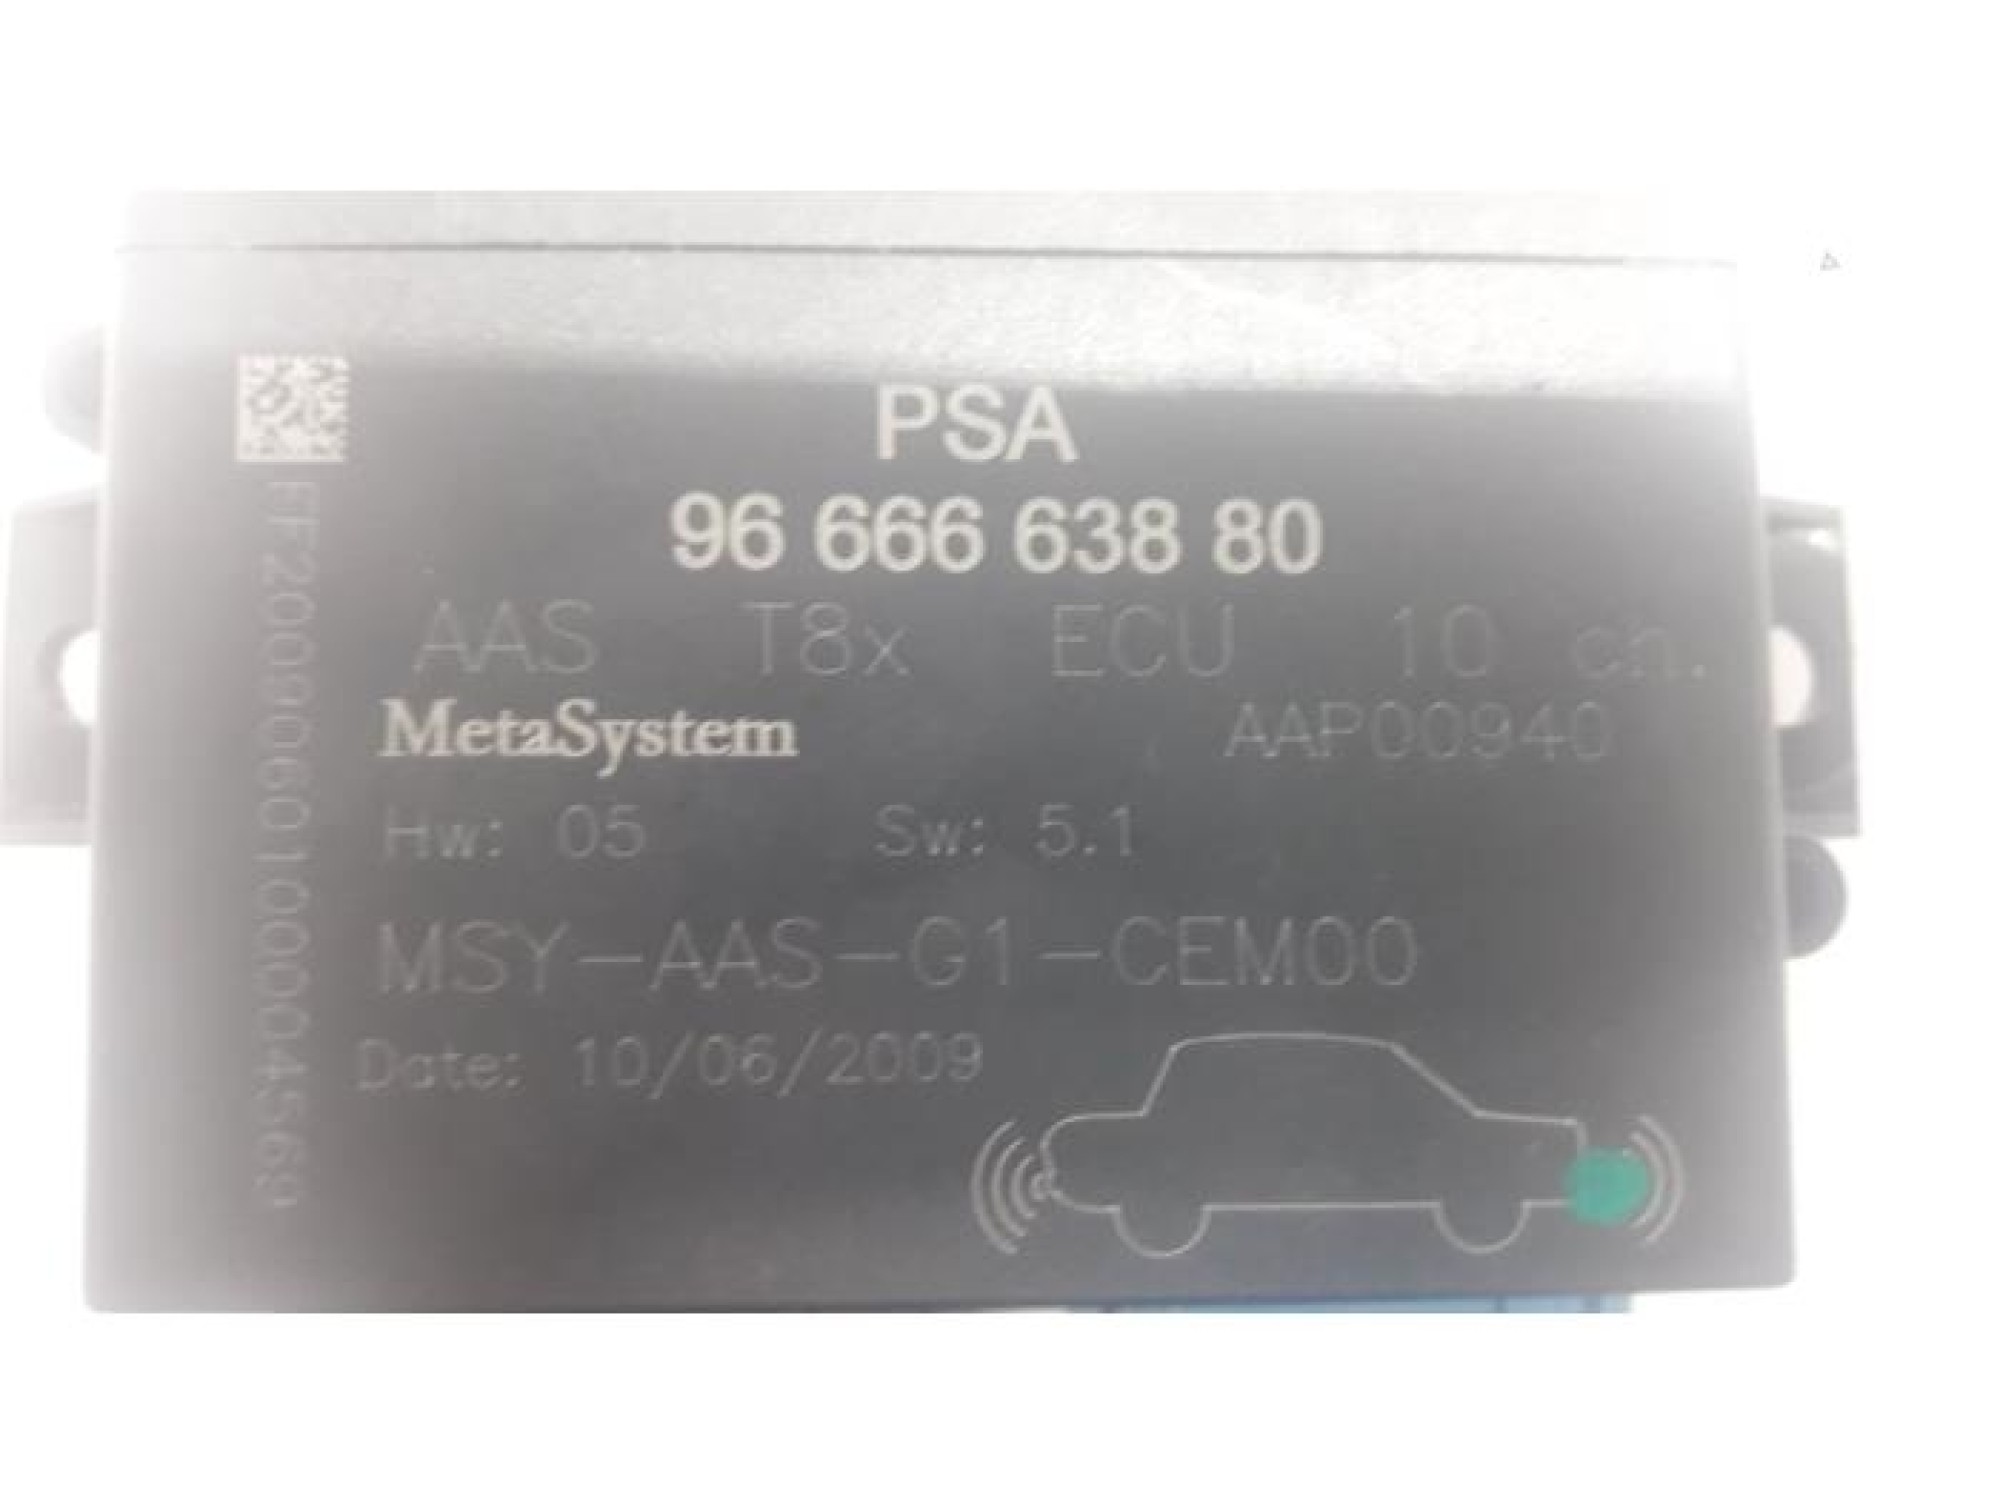 PSA
96 666 638 80
AAS T8x ECU 10 ch.
MetaSystem AAP00940
Hw: 05 Sw: 5.1
MSY-AAS-G1-CEM00
Date: 10/06/2009